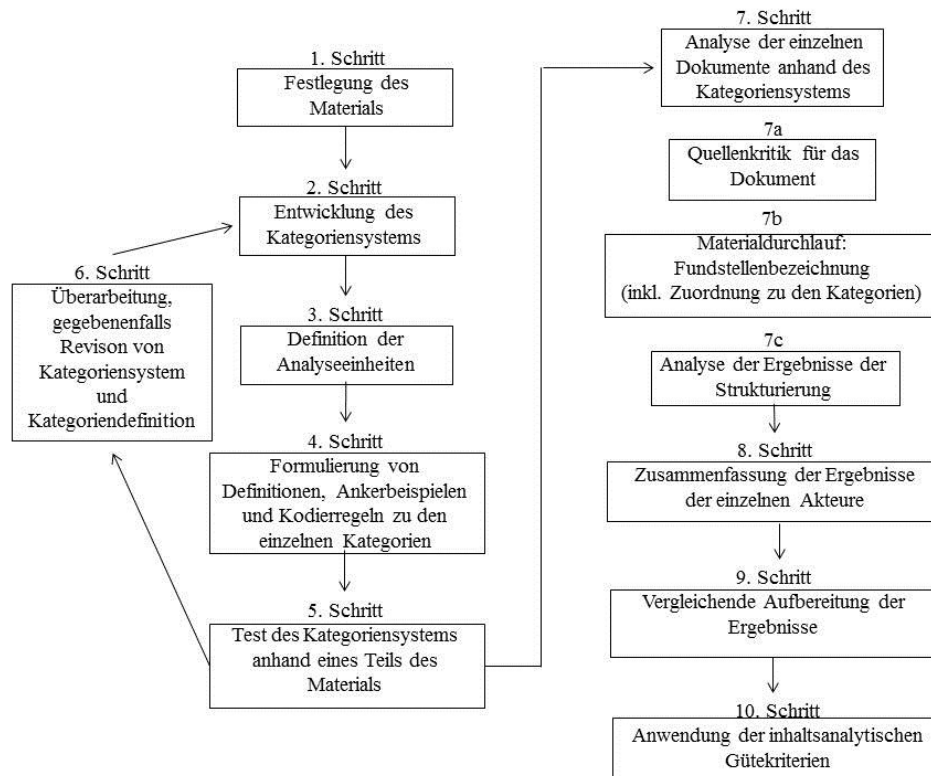 1. Schritt
Festlegung des
Materials
2. Schritt
Entwicklung des
Kategoriensystems
3. Schritt
Definition der
Analyseeinheiten
4. Schritt
Formulierung von
Definitionen, Ankerbeispielen
und Kodierregeln zu den
einzelnen Kategorien
5. Schritt
Test des Kategoriensystems
anhand eines Teils des
Materials
6. Schritt
Überarbeitung,
gegebenenfalls
Revison von
Kategoriensystem
und
Kategoriendefinition
7. Schritt
Analyse der einzelnen
Dokumente anhand des
Kategoriensystems
7a
Quellenkritik für das
Dokument
7b
Materialdurchlauf:
Fundstellenbezeichnung
(inkl. Zuordnung zu den Kategorien)
7c
Analyse der Ergebnisse der
Strukturierung
8. Schritt
Zusammenfassung der Ergebnisse
der einzelnen Akteure
9. Schritt
Vergleichende Aufbereitung der
Ergebnisse
10. Schritt
Anwendung der inhaltsanalytischen
Gütekriterien